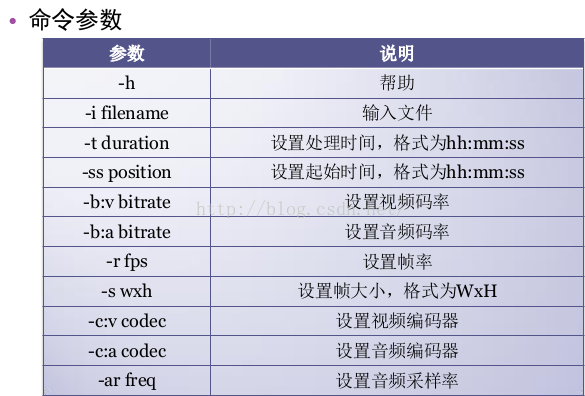 • 命令参数
参数 说明
-h 帮助
-i filename 输入文件
-t duration 设置处理时间，格式为hh:mm:ss
-ss position 设置起始时间，格式为hh:mm:ss
-b:v bitrate 设置视频码率
http://blog.csdn.net/
-b:a bitrate 设置音频码率
-r fps 设置帧率
-s wxh 设置帧大小，格式为WxH
-c:v codec 设置视频编码器
-c:a codec 设置音频编码器
-ar freq 设置音频采样率